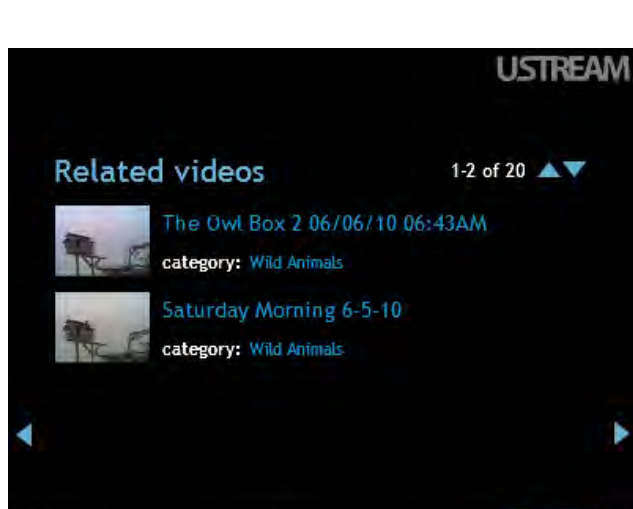 USTREAM
Related videos 1-2 of 20
The Owl Box 2 06/06/10 06:43AM
category: Wild Animals
Saturday Morning 6-5-10
category: Wild Animals